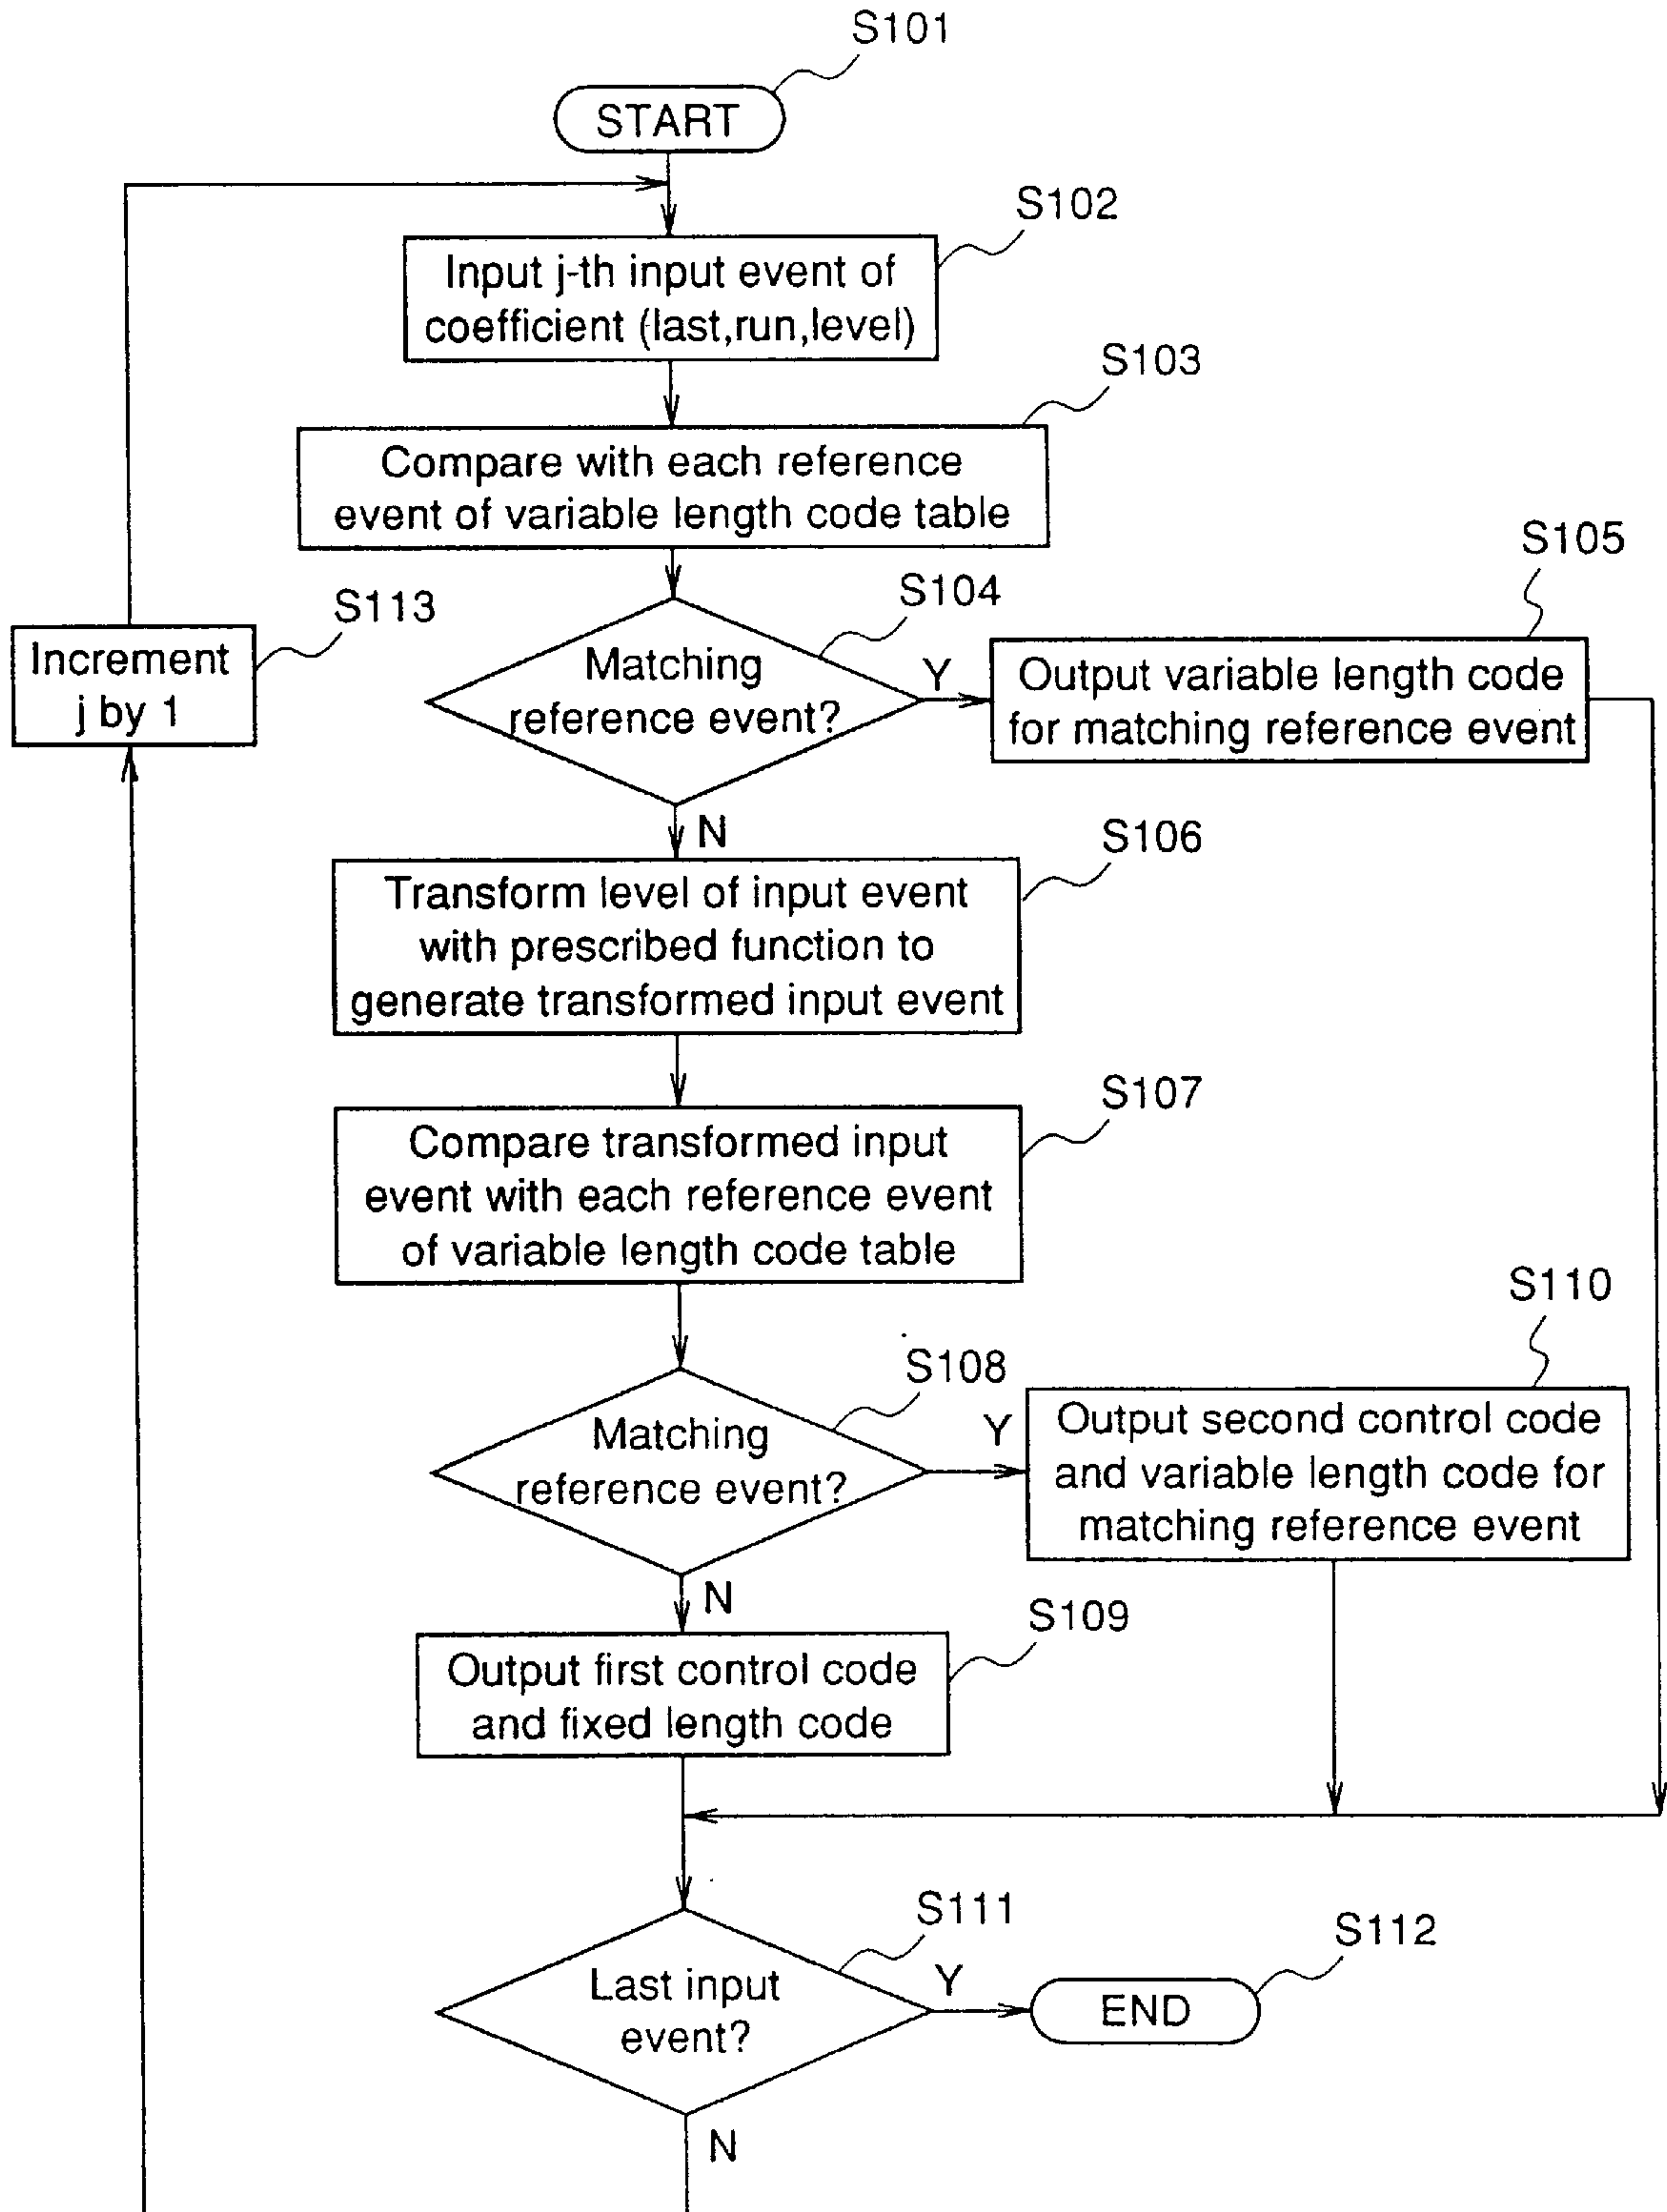 S101
START
S102
Input j-th input event of
coefficient (last,run,level)
S103
Compare with each reference
event of variable length code table
S104
Matching
reference event?
Y
S105
Output variable length code
for matching reference event
S113
Increment
j by 1
N
S106
Transform level of input event
with prescribed function to
generate transformed input event
S107
Compare transformed input
event with each reference event
of variable length code table
S108
Matching
reference event?
Y
S110
Output second control code
and variable length code for
matching reference event
N
S109
Output first control code
and fixed length code
S111
Last input
event?
Y
S112
END
N